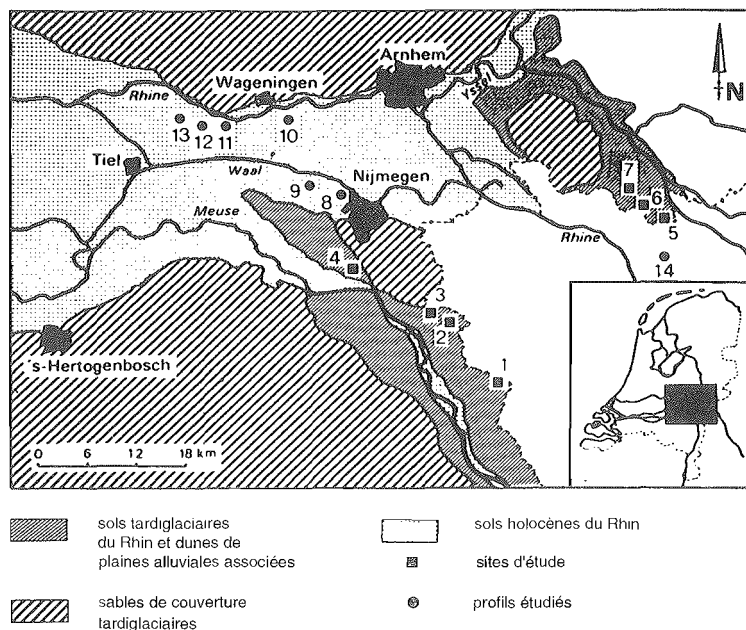 Arnhem
Wageningen
Rhine
Yssel
N
13 12 11
10
Tiel
Waal
Nijmegen
9
8
Meuse
7
6
5
Rhine
14
4
3
2
1
's-Hertogenbosch
0 6 12 18 km
sols tardiglaciaires
du Rhin et dunes de
plaines alluviales associées
sols holocènes du Rhin
sites d'étude
sables de couverture
tardiglaciaires
profils étudiés